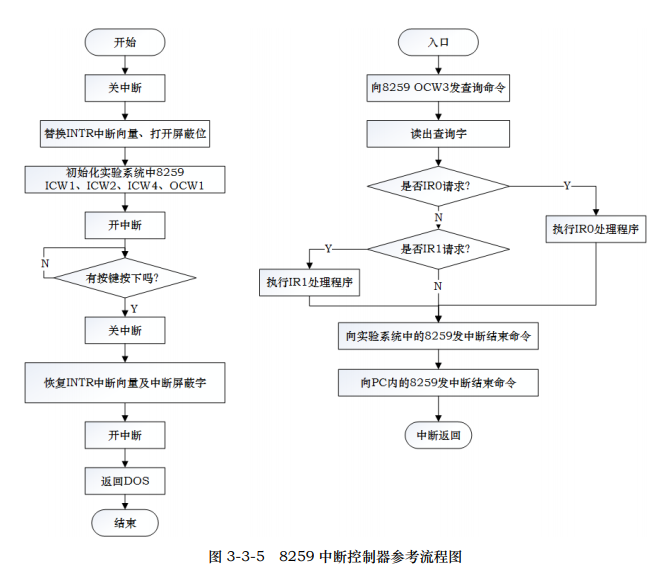 开始
关中断
替换INTR中断向量、打开屏蔽位
初始化实验系统中8259
ICW1、ICW2、ICW4、OCW1
开中断
N
有按键按下吗?
Y
关中断
恢复INTR中断向量及中断屏蔽字
开中断
返回DOS
结束
入口
向8259 OCW3发查询命令
读出查询字
是否IR0请求?
Y
N
执行IR0处理程序
是否IR1请求?
Y
执行IR1处理程序
N
向实验系统中的8259发中断结束命令
向PC内的8259发中断结束命令
中断返回
图 3-3-5 8259 中断控制器参考流程图